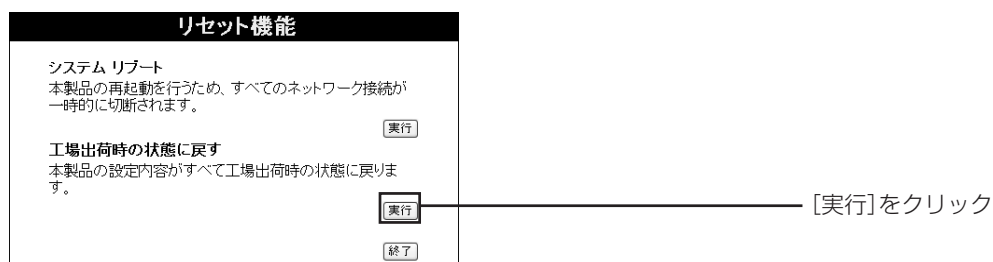 リセット機能
システム リブート
本製品の再起動を行うため、すべてのネットワーク接続が
一時的に切断されます。
実行
工場出荷時の状態に戻す
本製品の設定内容がすべて工場出荷時の状態に戻りま
す。
実行
[実行]をクリック
終了